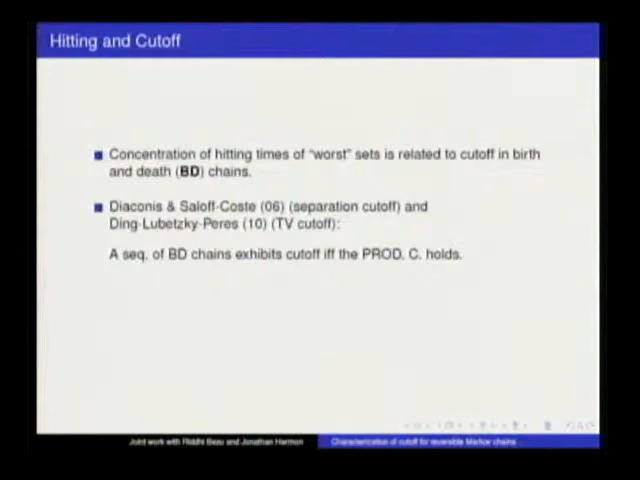 Hitting and Cutoff
Concentration of hitting times of "worst" sets is related to cutoff in birth
and death (BD) chains.
Diaconis & Saloff-Coste (06) (separation cutoff) and
Ding-Lubetzky-Peres (10) (TV cutoff):
A seq. of BD chains exhibits cutoff iff the PROD. C. holds.
Joint work with Riddhi Basu and Jonathan Hermon
Characterization of cutoff for reversible Markov chains